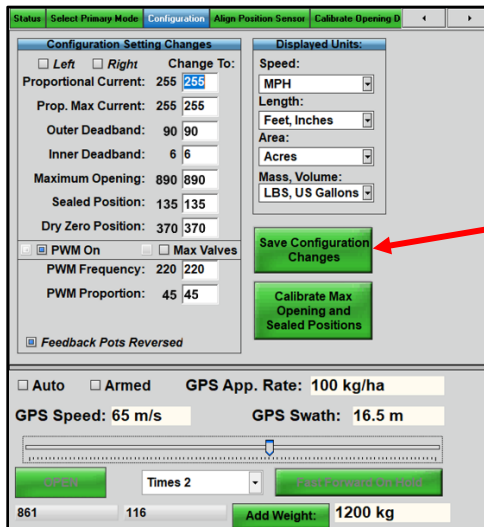 Status Select Primary Mode Configuration Align Position Sensor Calibrate Opening D
Configuration Setting Changes
Left Right Change To:
Proportional Current: 255 255
Prop. Max Current: 255 255
Outer Deadband: 90 90
Inner Deadband: 6 6
Maximum Opening: 890 890
Sealed Position: 135 135
Dry Zero Position: 370 370
PWM On Max Valves
PWM Frequency: 220 220
PWM Proportion: 45 45
Feedback Pots Reversed
Displayed Units:
Speed:
MPH
Length:
Feet, Inches
Area:
Acres
Mass, Volume:
LBS, US Gallons
Save Configuration
Changes
Calibrate Max
Opening and
Sealed Positions
Auto Armed GPS App. Rate: 100 kg/ha
GPS Speed: 65 m/s GPS Swath: 16.5 m
OPEN Times 2 Fast Forward On Hold
861 116 Add Weight: 1200 kg